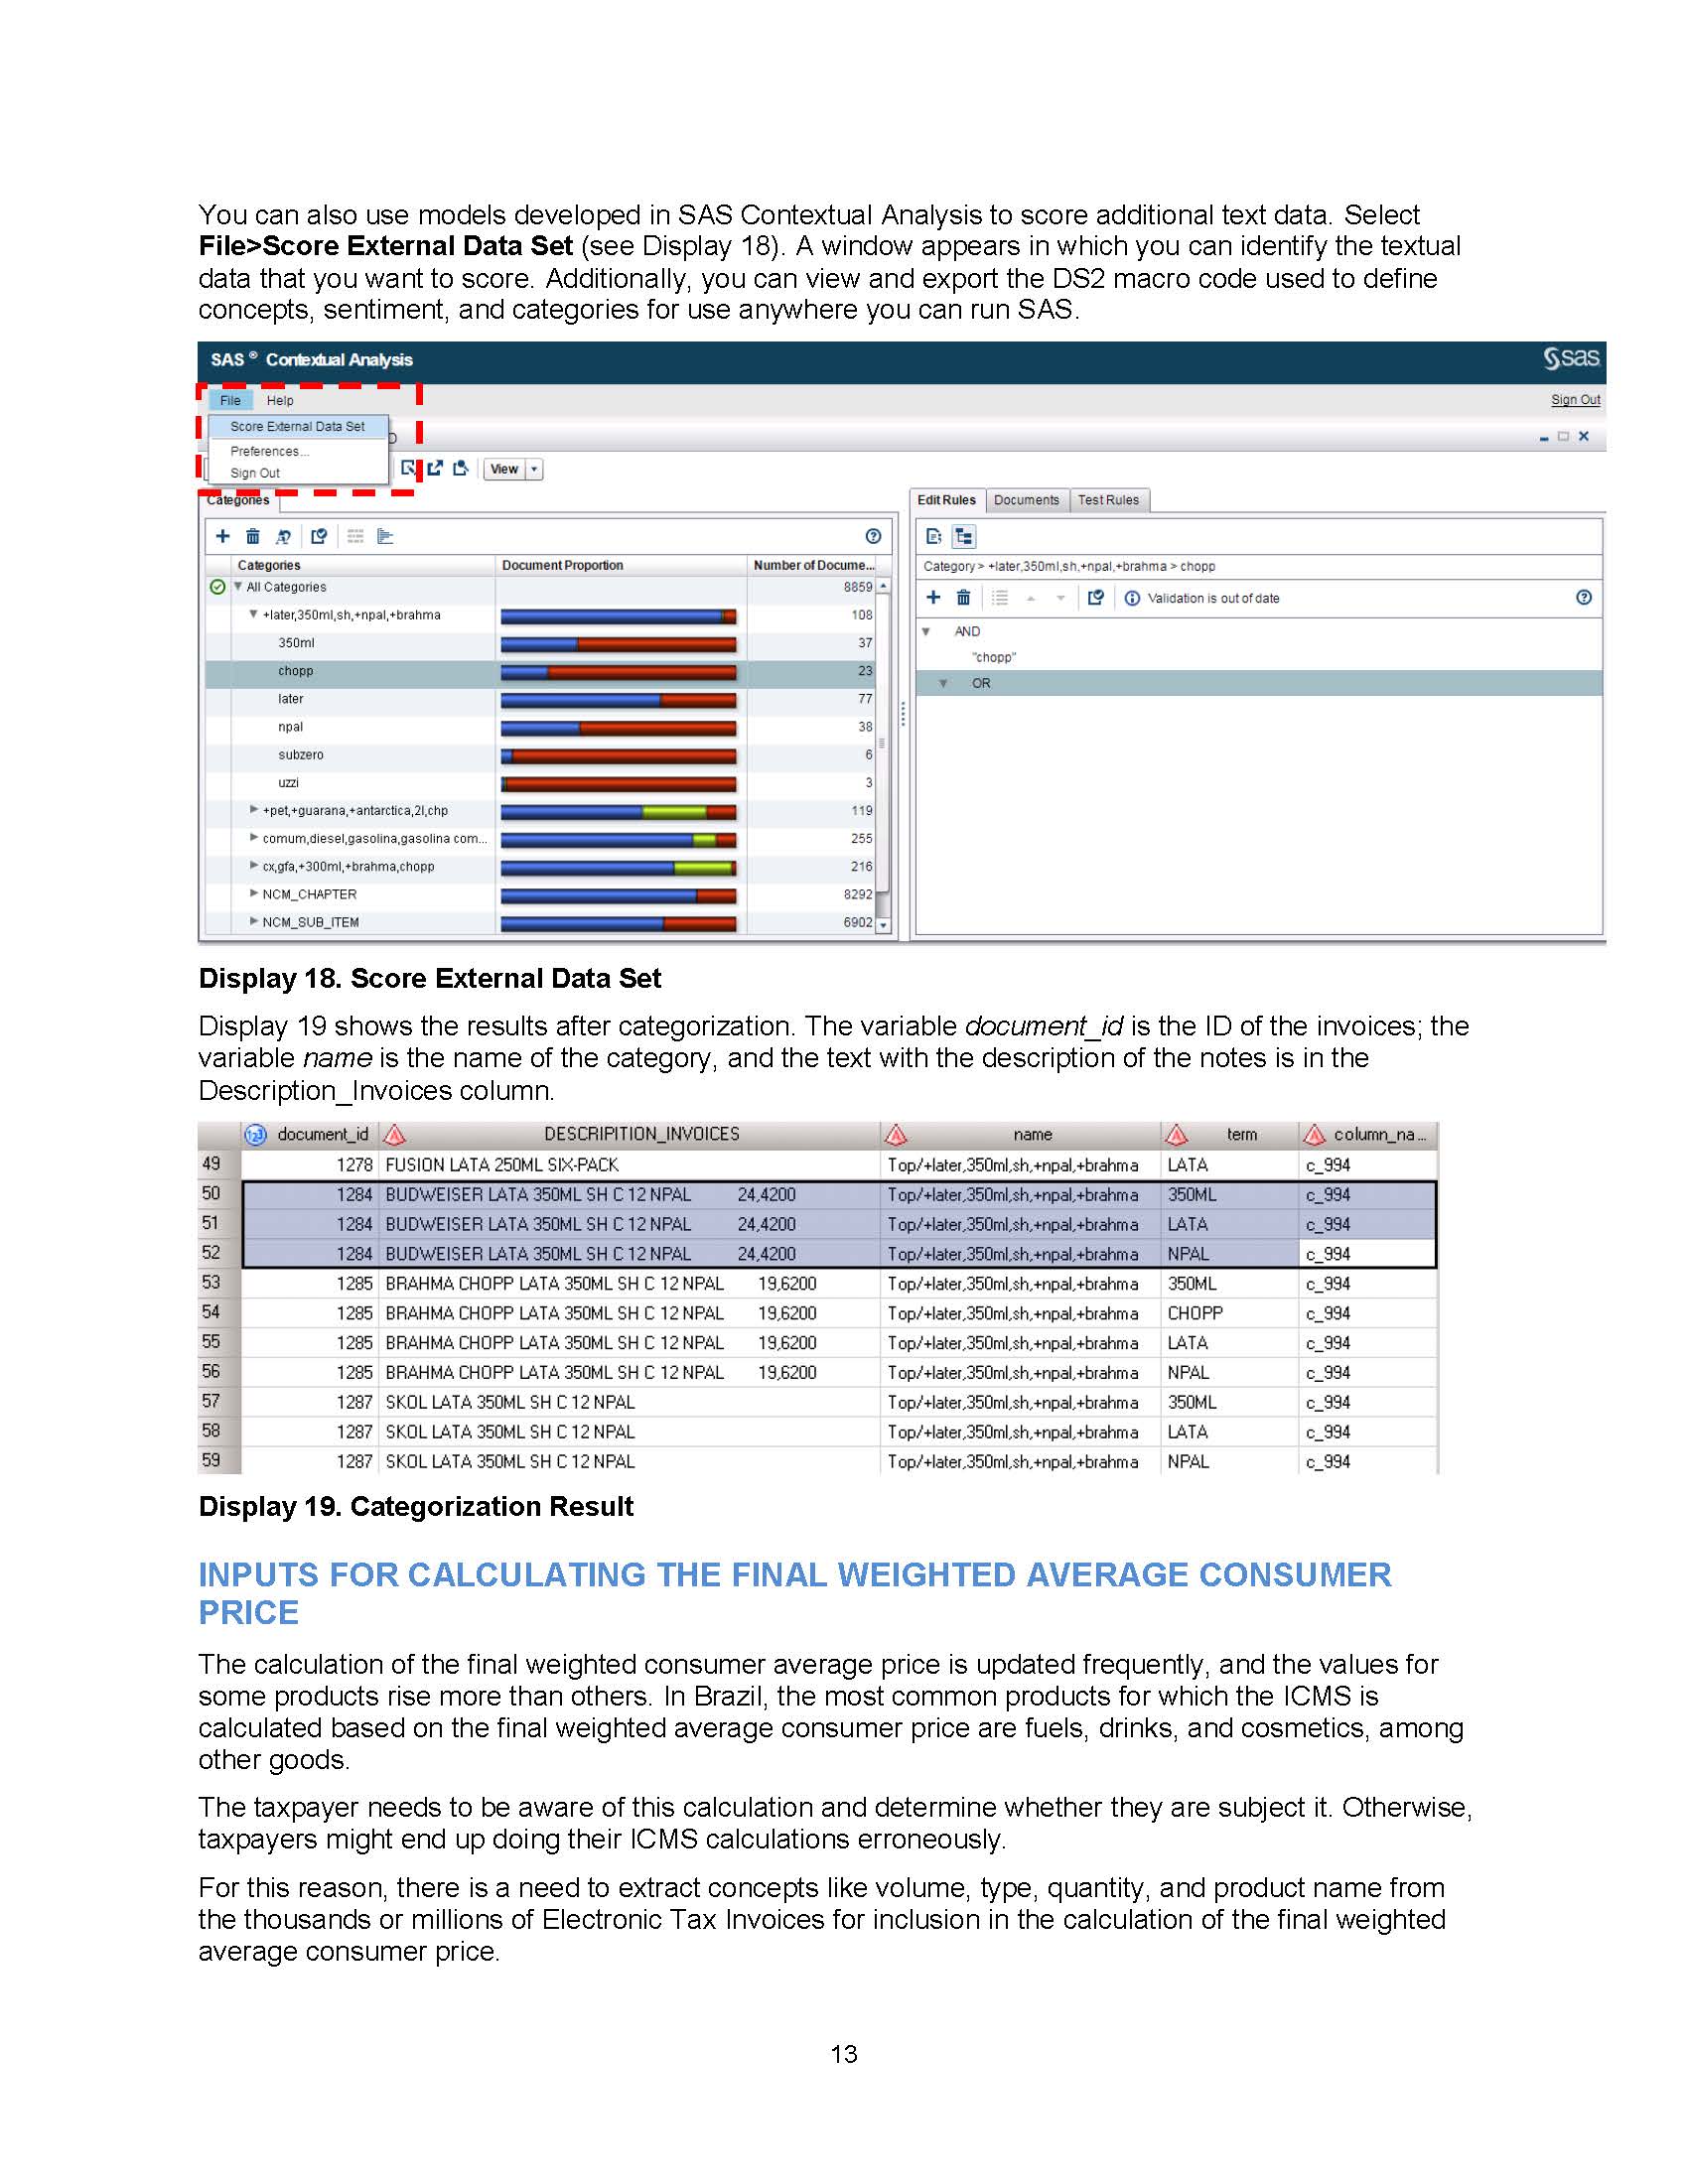 You can also use models developed in SAS Contextual Analysis to score additional text data. Select
File>Score External Data Set (see Display 18). A window appears in which you can identify the textual
data that you want to score. Additionally, you can view and export the DS2 macro code used to define
concepts, sentiment, and categories for use anywhere you can run SAS.
SAS ® Contextual Analysis
sas
File Help
Sign Out
Score External Data Set
Preferences...
Sign Out
View
Categories
Edit Rules Documents Test Rules
Categories Document Proportion Number of Docume...
Category > +later,350ml,sh,+npal,+brahma > chopp
All Categories 8859
Validation is out of date
+later,350ml,sh,+npal,+brahma 108
AND
350ml 37
"chopp"
chopp 23
OR
later 77
npal 38
subzero 6
uzzi 3
+pet,+guarana,+antarctica,2l,chp 119
comum,diesel,gasolina,gasolina com... 255
cx,gfa,+300ml,+brahma,chopp 216
NCM_CHAPTER 8292
NCM_SUB_ITEM 6902
Display 18. Score External Data Set
Display 19 shows the results after categorization. The variable document_id is the ID of the invoices; the
variable name is the name of the category, and the text with the description of the notes is in the
Description_Invoices column.
document_id DESCRIPITION_INVOICES name term column_na...
49 1278 FUSION LATA 250ML SIX-PACK Top/+later,350ml,sh,+npal,+brahma LATA c_994
50 1284 BUDWEISER LATA 350ML SH C 12 NPAL 24,4200 Top/+later,350ml,sh,+npal,+brahma 350ML c_994
51 1284 BUDWEISER LATA 350ML SH C 12 NPAL 24,4200 Top/+later,350ml,sh,+npal,+brahma LATA c_994
52 1284 BUDWEISER LATA 350ML SH C 12 NPAL 24,4200 Top/+later,350ml,sh,+npal,+brahma NPAL c_994
53 1285 BRAHMA CHOPP LATA 350ML SH C 12 NPAL 19,6200 Top/+later,350ml,sh,+npal,+brahma 350ML c_994
54 1285 BRAHMA CHOPP LATA 350ML SH C 12 NPAL 19,6200 Top/+later,350ml,sh,+npal,+brahma CHOPP c_994
55 1285 BRAHMA CHOPP LATA 350ML SH C 12 NPAL 19,6200 Top/+later,350ml,sh,+npal,+brahma LATA c_994
56 1285 BRAHMA CHOPP LATA 350ML SH C 12 NPAL 19,6200 Top/+later,350ml,sh,+npal,+brahma NPAL c_994
57 1287 SKOL LATA 350ML SH C 12 NPAL Top/+later,350ml,sh,+npal,+brahma 350ML c_994
58 1287 SKOL LATA 350ML SH C 12 NPAL Top/+later,350ml,sh,+npal,+brahma LATA c_994
59 1287 SKOL LATA 350ML SH C 12 NPAL Top/+later,350ml,sh,+npal,+brahma NPAL c_994
Display 19. Categorization Result
INPUTS FOR CALCULATING THE FINAL WEIGHTED AVERAGE CONSUMER
PRICE
The calculation of the final weighted consumer average price is updated frequently, and the values for
some products rise more than others. In Brazil, the most common products for which the ICMS is
calculated based on the final weighted average consumer price are fuels, drinks, and cosmetics, among
other goods.
The taxpayer needs to be aware of this calculation and determine whether they are subject it. Otherwise,
taxpayers might end up doing their ICMS calculations erroneously.
For this reason, there is a need to extract concepts like volume, type, quantity, and product name from
the thousands or millions of Electronic Tax Invoices for inclusion in the calculation of the final weighted
average consumer price.
13